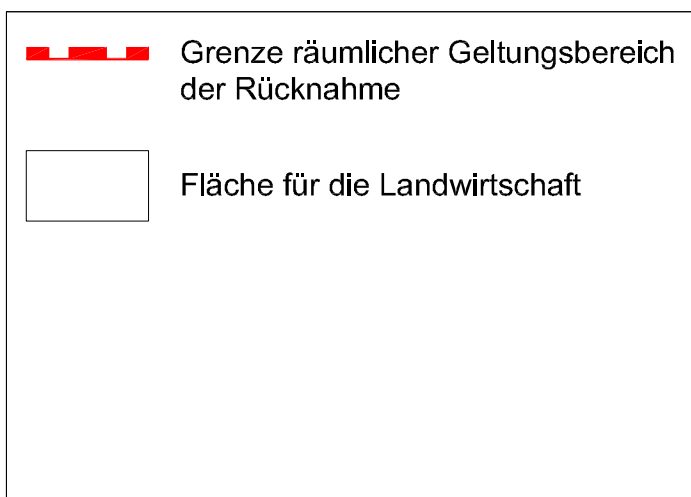 Grenze räumlicher Geltungsbereich
der Rücknahme
Fläche für die Landwirtschaft